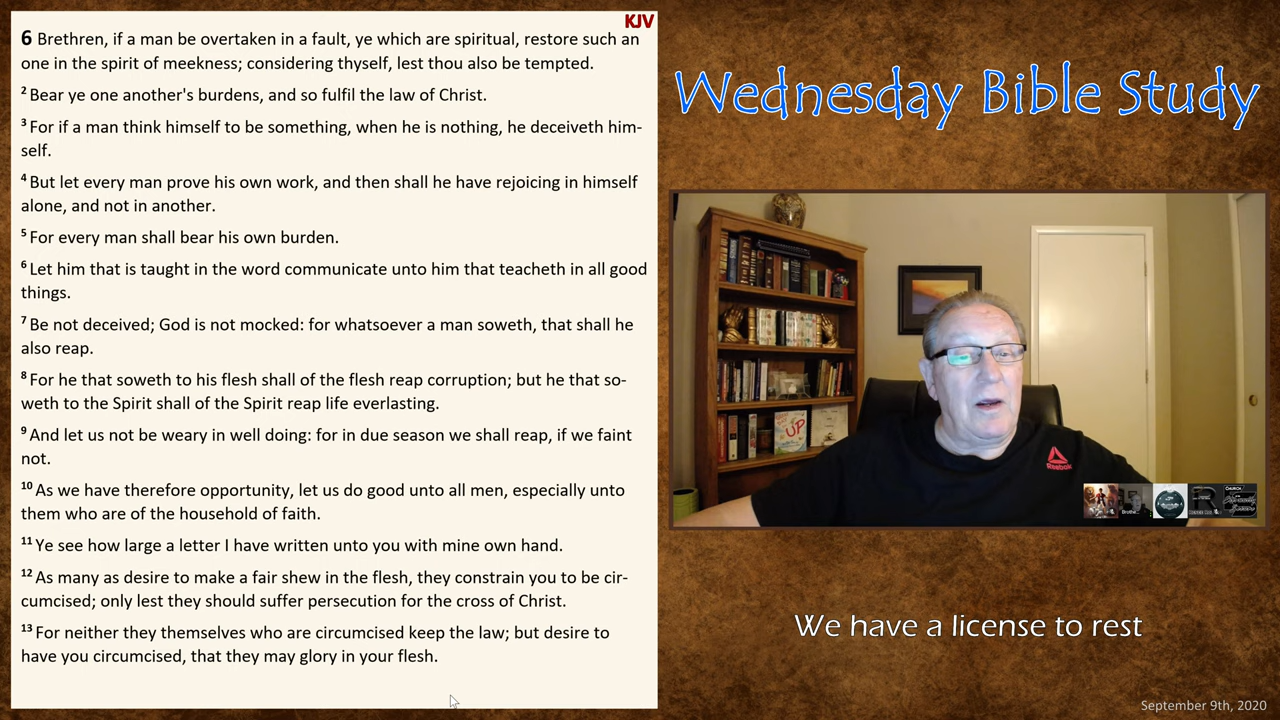 KJV
6 Brethren, if a man be overtaken in a fault, ye which are spiritual, restore such an
one in the spirit of meekness; considering thyself, lest thou also be tempted.
2 Bear ye one another's burdens, and so fulfil the law of Christ.
3 For if a man think himself to be something, when he is nothing, he deceiveth him-
self.
4 But let every man prove his own work, and then shall he have rejoicing in himself
alone, and not in another.
5 For every man shall bear his own burden.
6 Let him that is taught in the word communicate unto him that teacheth in all good
things.
7 Be not deceived; God is not mocked: for whatsoever a man soweth, that shall he
also reap.
8 For he that soweth to his flesh shall of the flesh reap corruption; but he that so-
weth to the Spirit shall of the Spirit reap life everlasting.
9 And let us not be weary in well doing: for in due season we shall reap, if we faint
not.
10 As we have therefore opportunity, let us do good unto all men, especially unto
them who are of the household of faith.
11 Ye see how large a letter I have written unto you with mine own hand.
12 As many as desire to make a fair shew in the flesh, they constrain you to be cir-
cumcised; only lest they should suffer persecution for the cross of Christ.
13 For neither they themselves who are circumcised keep the law; but desire to
have you circumcised, that they may glory in your flesh.
Wednesday Bible Study
UP
Reebok
We have a license to rest
September 9th, 2020